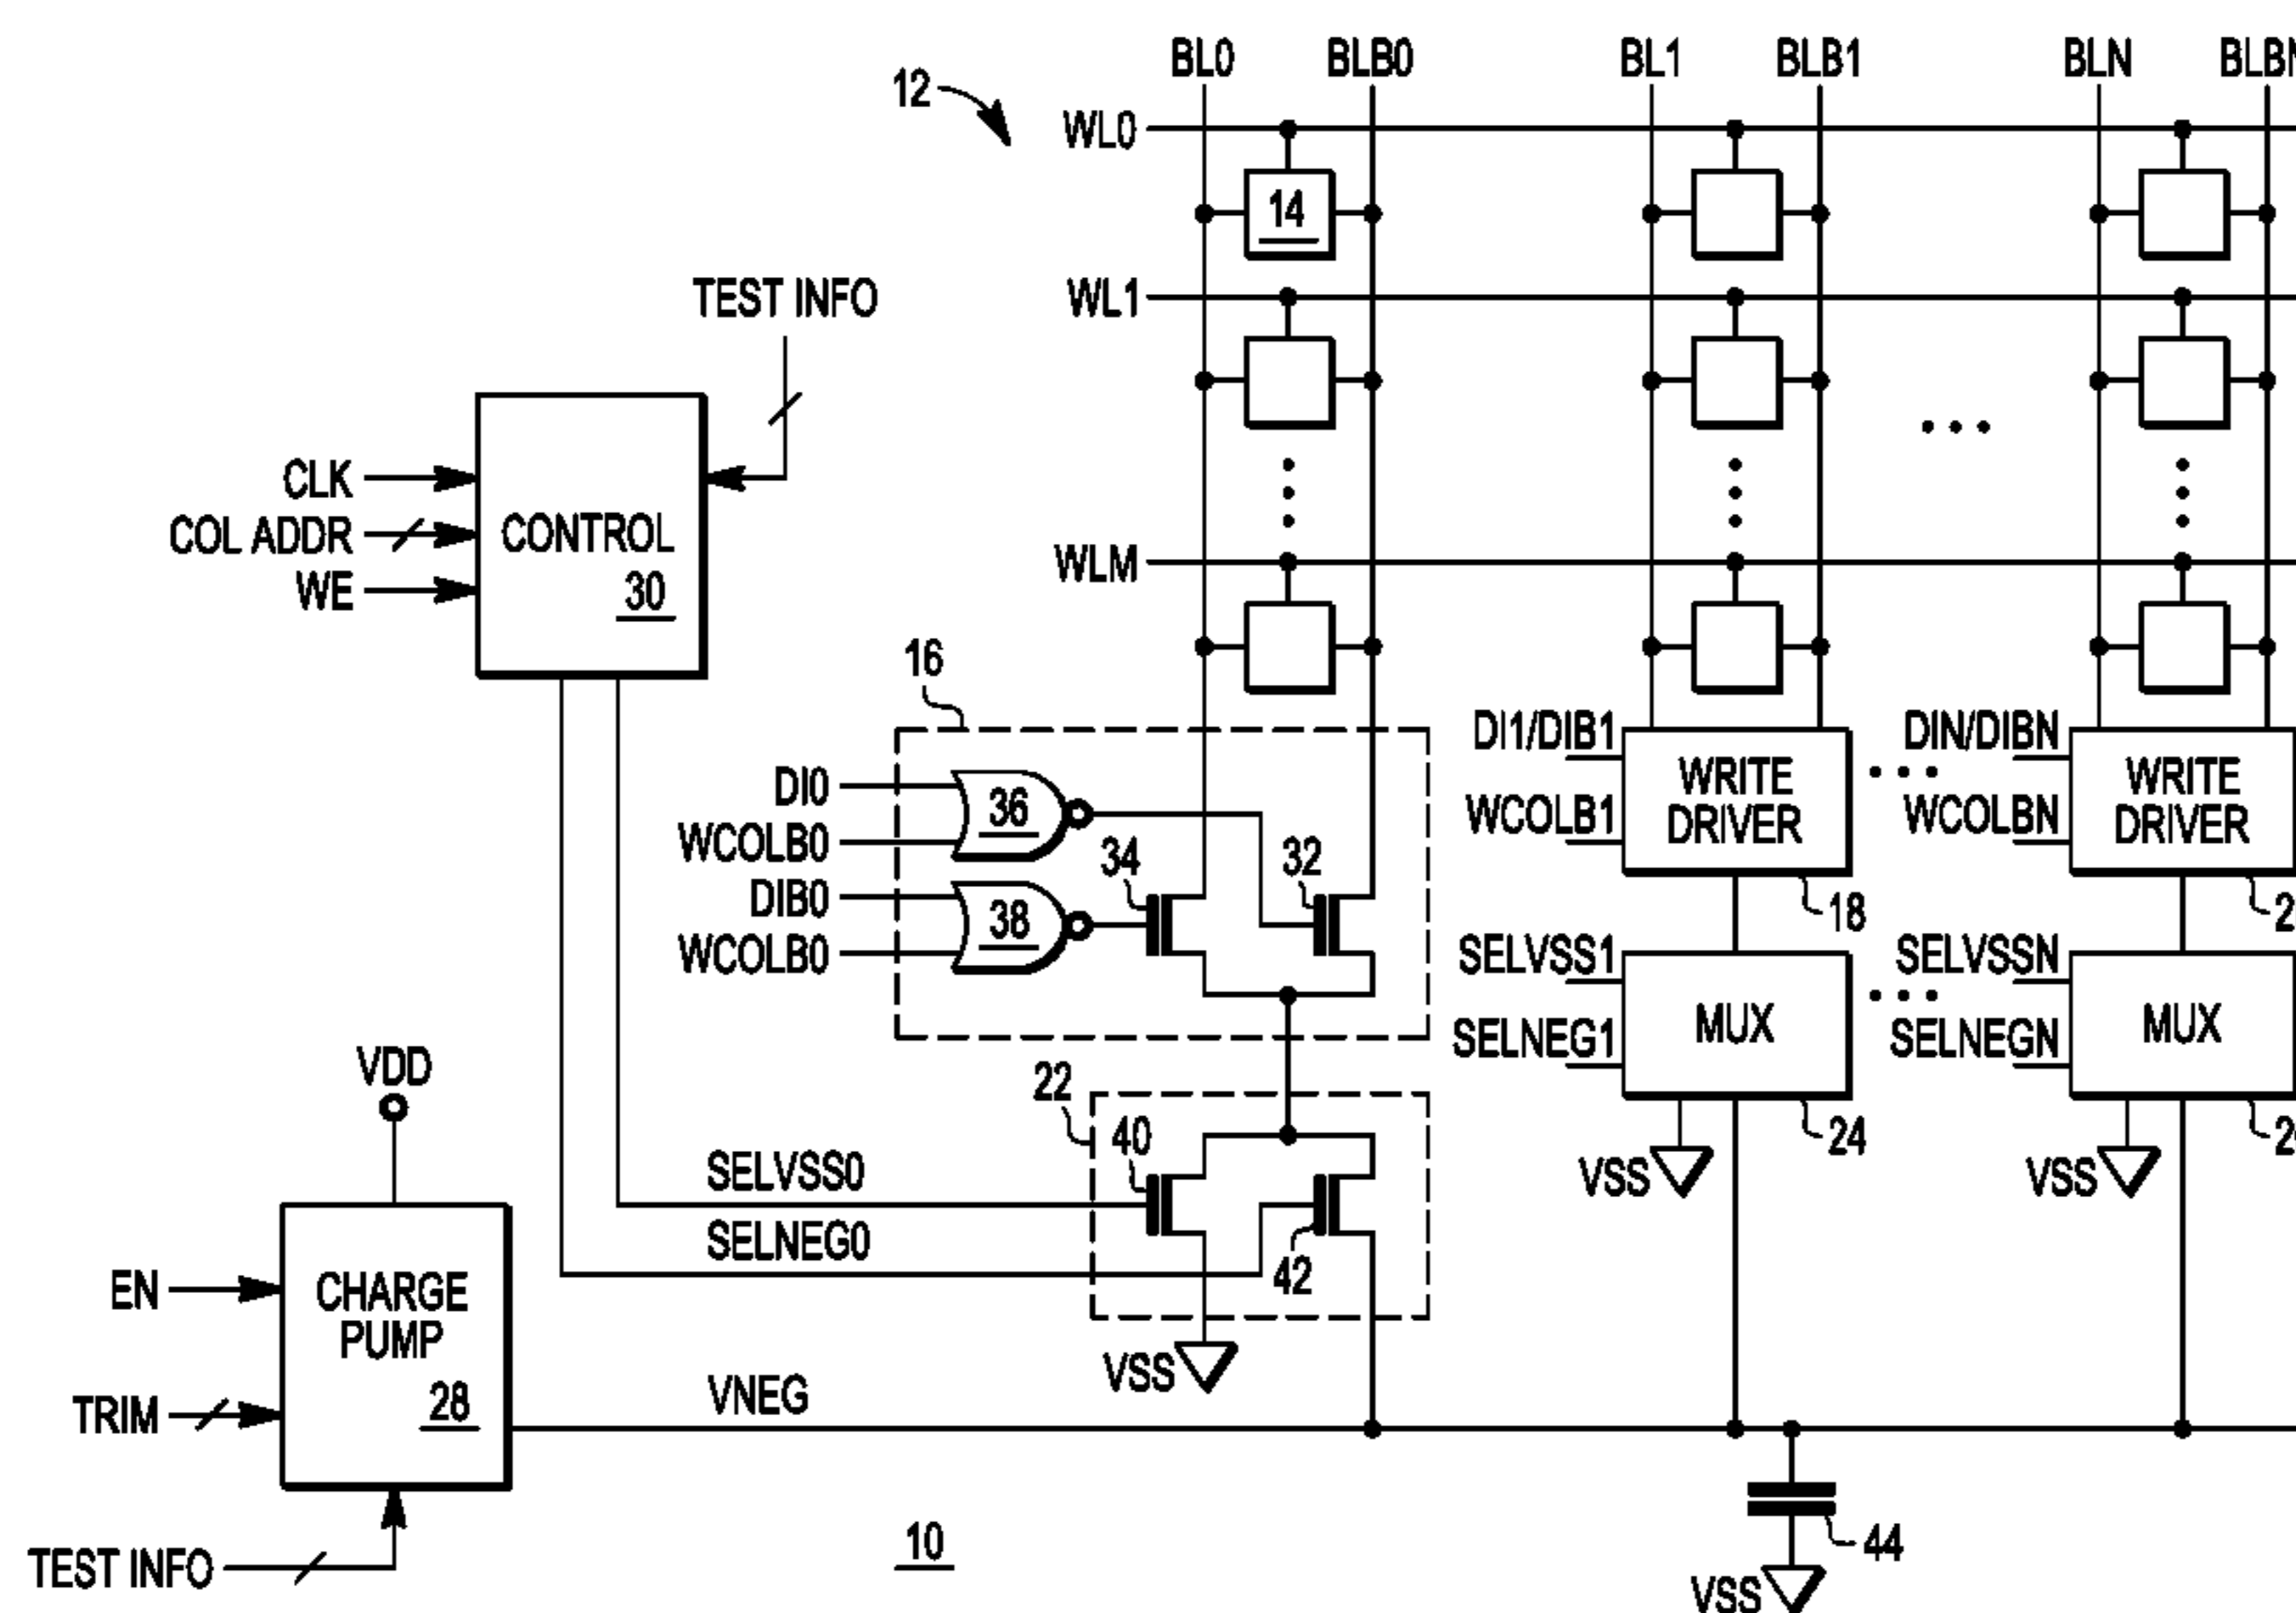 BL0 BLB0 BL1 BLB1 BLN
12
WL0
14
WL1
TEST INFO
CLK
COL ADDR
WE
CONTROL
30
WLM
16
DI0
WCOLB0
DIB0
WCOLB0
36
38
34
32
DI1/DIB1
WCOLB1
WRITE
DRIVER
18
DIN/DIBN
WCOLBN
WRITE
DRIVER
SELVSS1
SELNEG1
MUX
24
VSS
SELVSSN
SELNEGN
MUX
VSS
22
40
42
SELVSS0
SELNEG0
VSS
VDD
EN
TRIM
CHARGE
PUMP
28
VNEG
TEST INFO
10
44
VSS